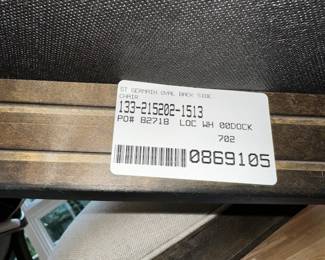 ST GERMAIN OVAL BACK SIDE
CHAIR
133-215202-1513
PO# 82718 LOC WH 00DOCK
702
0869105